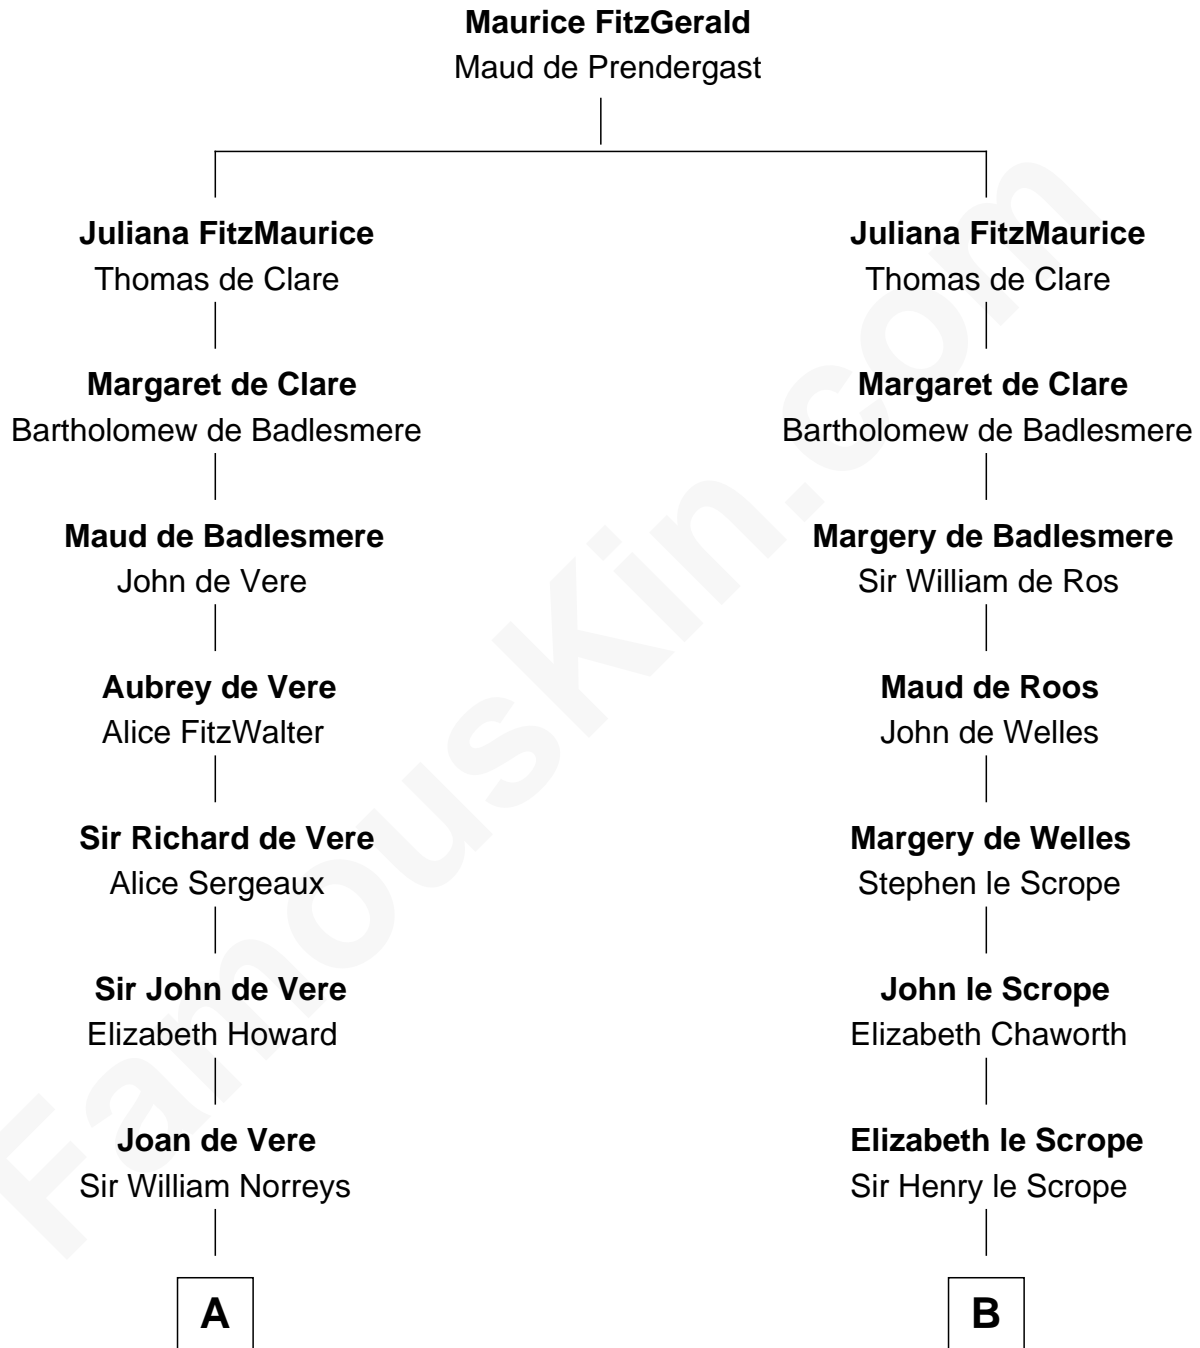 Maurice FitzGerald
Maud de Prendergast
Juliana FitzMaurice
Thomas de Clare
Margaret de Clare
Bartholomew de Badlesmere
Maud de Badlesmere
John de Vere
Aubrey de Vere
Alice FitzWalter
Sir Richard de Vere
Alice Sergeaux
Sir John de Vere
Elizabeth Howard
Joan de Vere
Sir William Norreys
A
Juliana FitzMaurice
Thomas de Clare
Margaret de Clare
Bartholomew de Badlesmere
Margery de Badlesmere
Sir William de Ros
Maud de Roos
John de Welles
Margery de Welles
Stephen le Scrope
John le Scrope
Elizabeth Chaworth
Elizabeth le Scrope
Sir Henry le Scrope
B
FamousKin.com